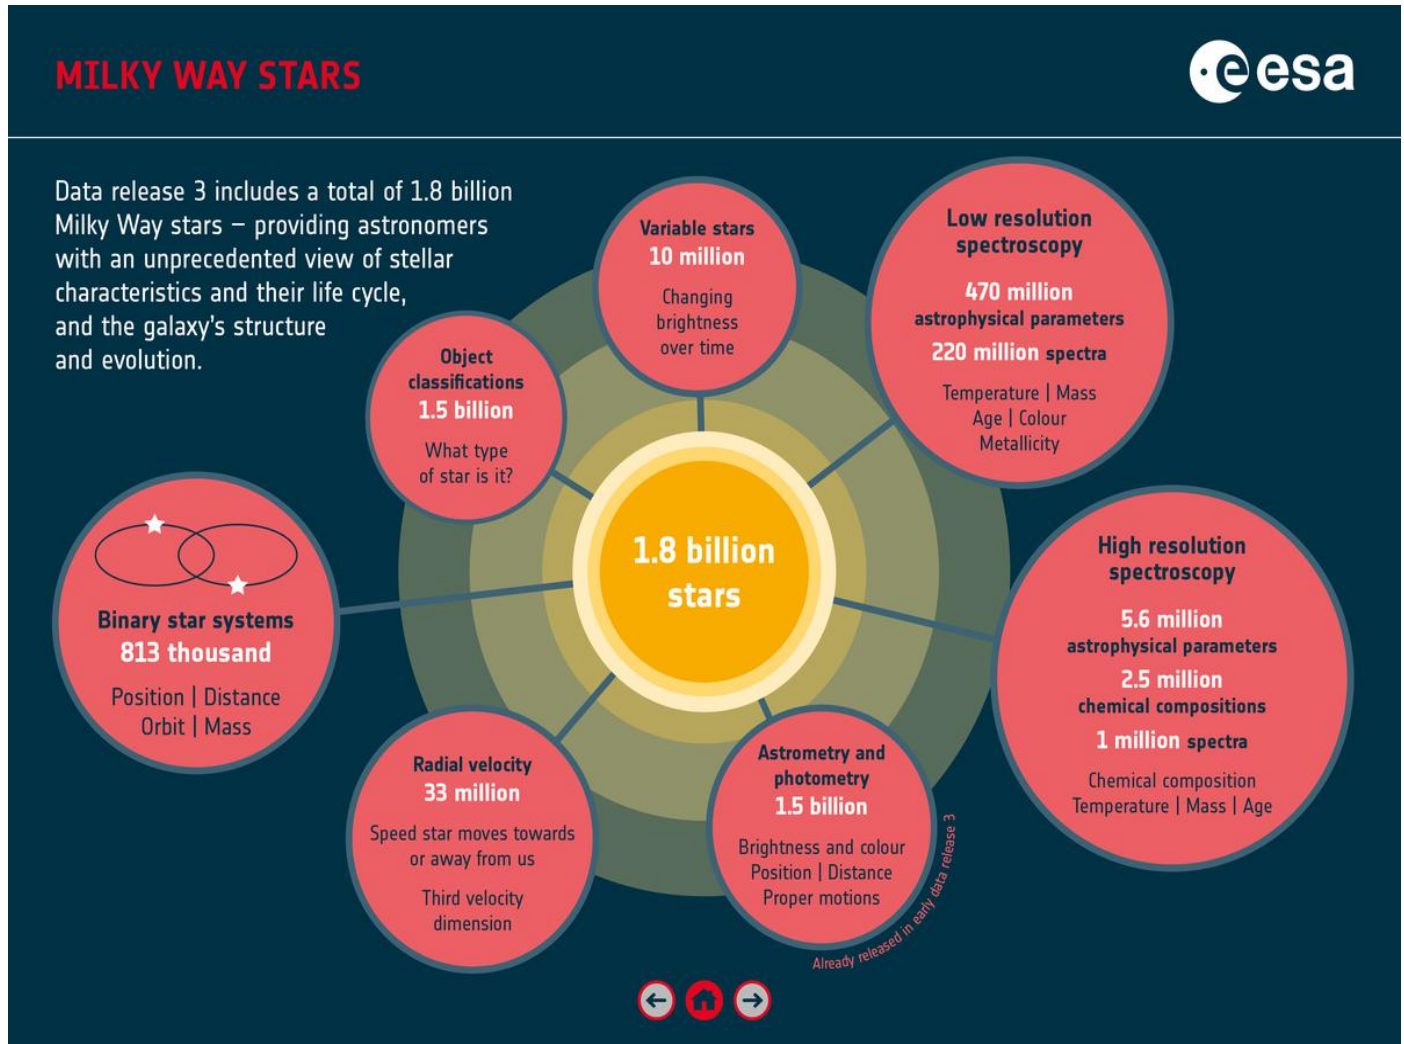 MILKY WAY STARS
esa
Data release 3 includes a total of 1.8 billion
Milky Way stars – providing astronomers
with an unprecedented view of stellar
characteristics and their life cycle,
and the galaxy's structure
and evolution.
Variable stars
10 million
Changing
brightness
over time
Low resolution
spectroscopy
470 million
astrophysical parameters
220 million spectra
Temperature | Mass
Age | Colour
Metallicity
Object
classifications
1.5 billion
What type
of star is it?
1.8 billion
stars
High resolution
spectroscopy
5.6 million
astrophysical parameters
2.5 million
chemical compositions
1 million spectra
Chemical composition
Temperature | Mass | Age
Binary star systems
813 thousand
Position | Distance
Orbit | Mass
Radial velocity
33 million
Speed star moves towards
or away from us
Third velocity
dimension
Astrometry and
photometry
1.5 billion
Brightness and colour
Position | Distance
Proper motions
Already released in early data release 3